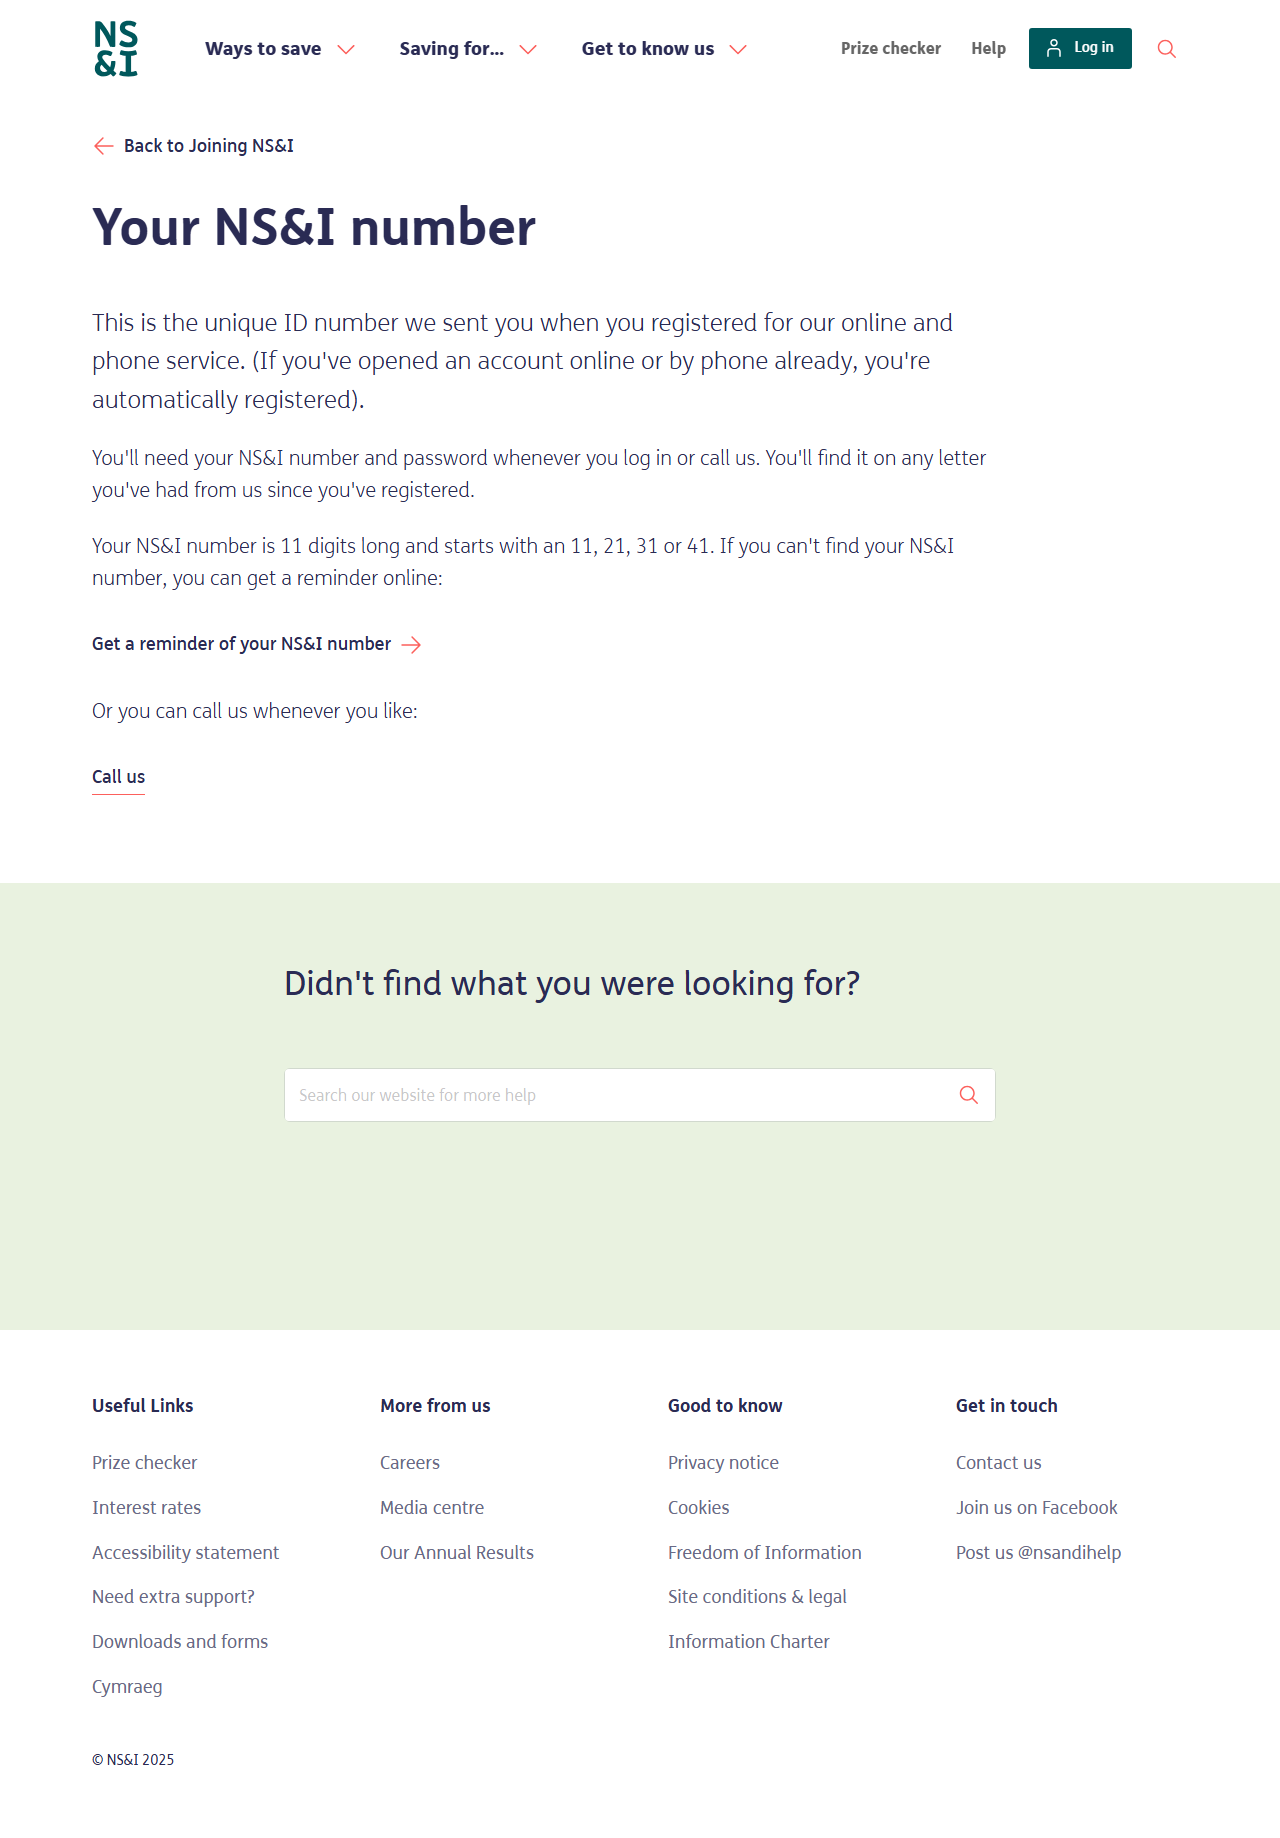 NS
&I
Ways to save
Saving for...
Get to know us
Prize checker
Help
Log in
Back to Joining NS&I
Your NS&I number
This is the unique ID number we sent you when you registered for our online and
phone service. (If you've opened an account online or by phone already, you're
automatically registered).
You'll need your NS&I number and password whenever you log in or call us. You'll find it on any letter
you've had from us since you've registered.
Your NS&I number is 11 digits long and starts with an 11, 21, 31 or 41. If you can't find your NS&I
number, you can get a reminder online:
Get a reminder of your NS&I number
Or you can call us whenever you like:
Call us
Didn't find what you were looking for?
Search our website for more help
Useful Links
Prize checker
Interest rates
Accessibility statement
Need extra support?
Downloads and forms
Cymraeg
More from us
Careers
Media centre
Our Annual Results
Good to know
Privacy notice
Cookies
Freedom of Information
Site conditions & legal
Information Charter
Get in touch
Contact us
Join us on Facebook
Post us @nsandihelp
© NS&I 2025